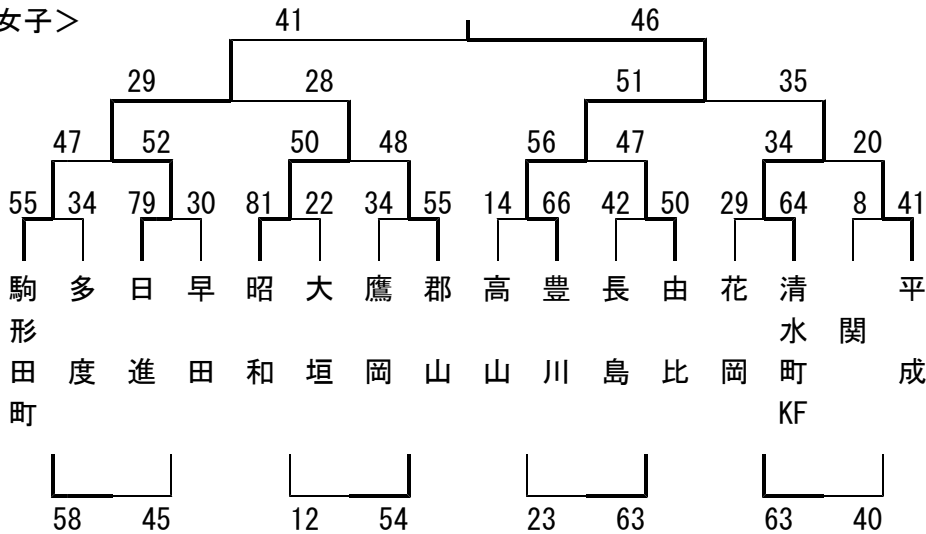 女子＞
41 46
29 28 51 35
47 52 50 48 56 47 34 20
55 34 79 30 81 22 34 55 14 66 42 50 29 64 8 41
駒形田町 多度 日進 早田 昭和 大垣 鷹岡 郡山 高山 豊川 長島 由比 花岡 清水町KF 関 平成
58 45 12 54 23 63 63 40